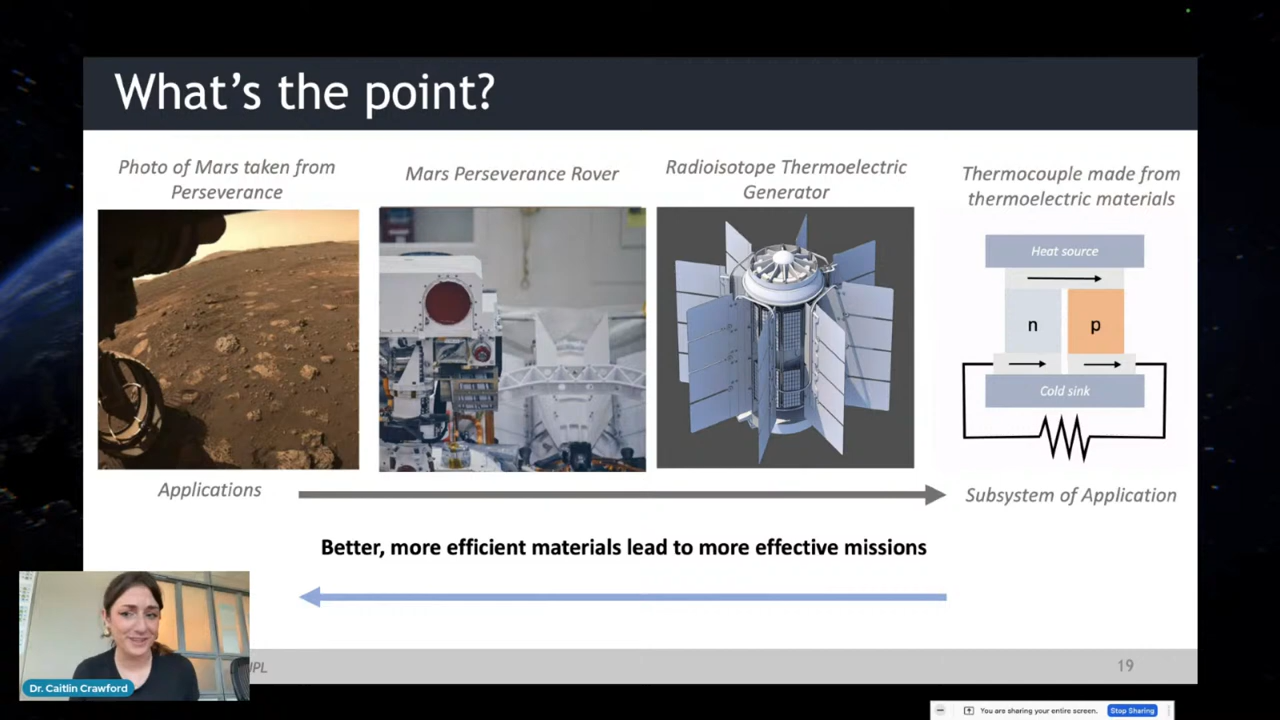 What's the point?
Photo of Mars taken from
Perseverance
Mars Perseverance Rover
Radioisotope Thermoelectric
Generator
Thermocouple made from
thermoelectric materials
Heat source
n
p
Cold sink
Applications
Subsystem of Application
Better, more efficient materials lead to more effective missions
JPL
19
Dr. Caitlin Crawford
You are sharing your entire screen.
Stop Sharing